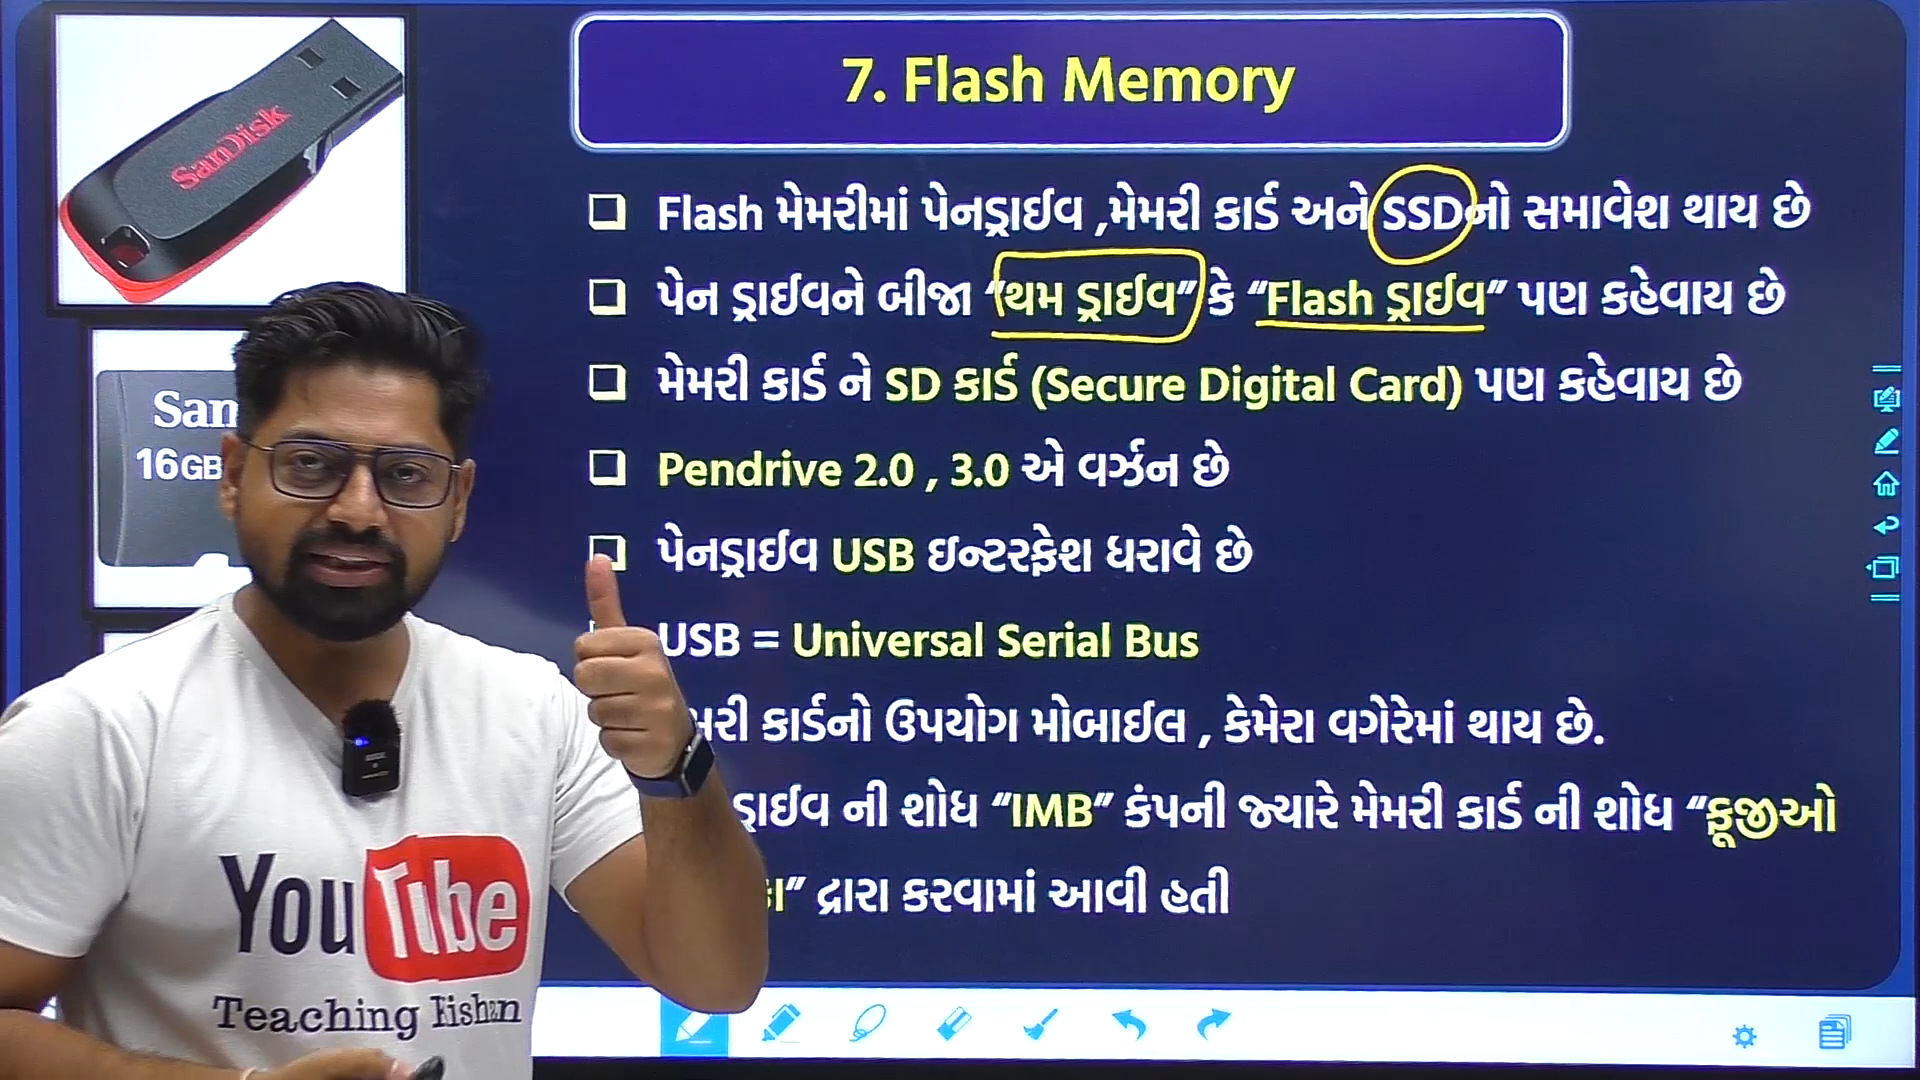 7. Flash Memory
SanDisk
Flash મેમરીમાં પેનડ્રાઈવ ,મેમરી કાર્ડ અને SSDનો સમાવેશ થાય છે
પેન ડ્રાઈવને બીજા “થમ ડ્રાઈવ” કે “Flash ડ્રાઈવ” પણ કહેવાય છે
મેમરી કાર્ડ ને SD કાર્ડ (Secure Digital Card) પણ કહેવાય છે
San
16GB
Pendrive 2.0 , 3.0 એ વર્ઝન છે
પેનડ્રાઈવ USB ઇન્ટરફેશ ધરાવે છે
USB = Universal Serial Bus
કાર્ડનો ઉપયોગ મોબાઈલ , કેમેરા વગેરેમાં થાય છે.
ડ્રાઈવ ની શોધ “IMB” કંપની જ્યારે મેમરી કાર્ડ ની શોધ “ફૂજીઓ
દ્રારા કરવામાં આવી હતી
YouTube
Teaching